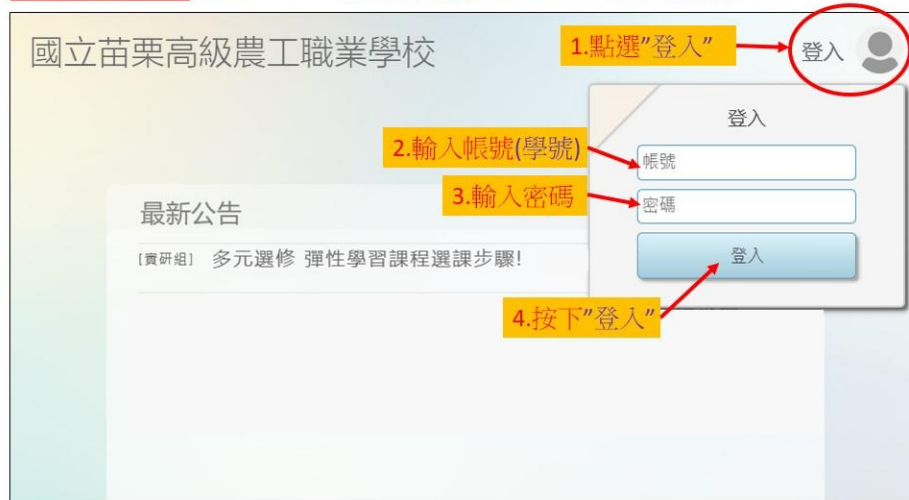 國立苗栗高級農工職業學校
1.點選”登入”
登入
登入
2.輸入帳號(學號)
帳號
3.輸入密碼
密碼
最新公告
登入
[實研組] 多元選修 彈性學習課程選課步驟!
4.按下”登入”